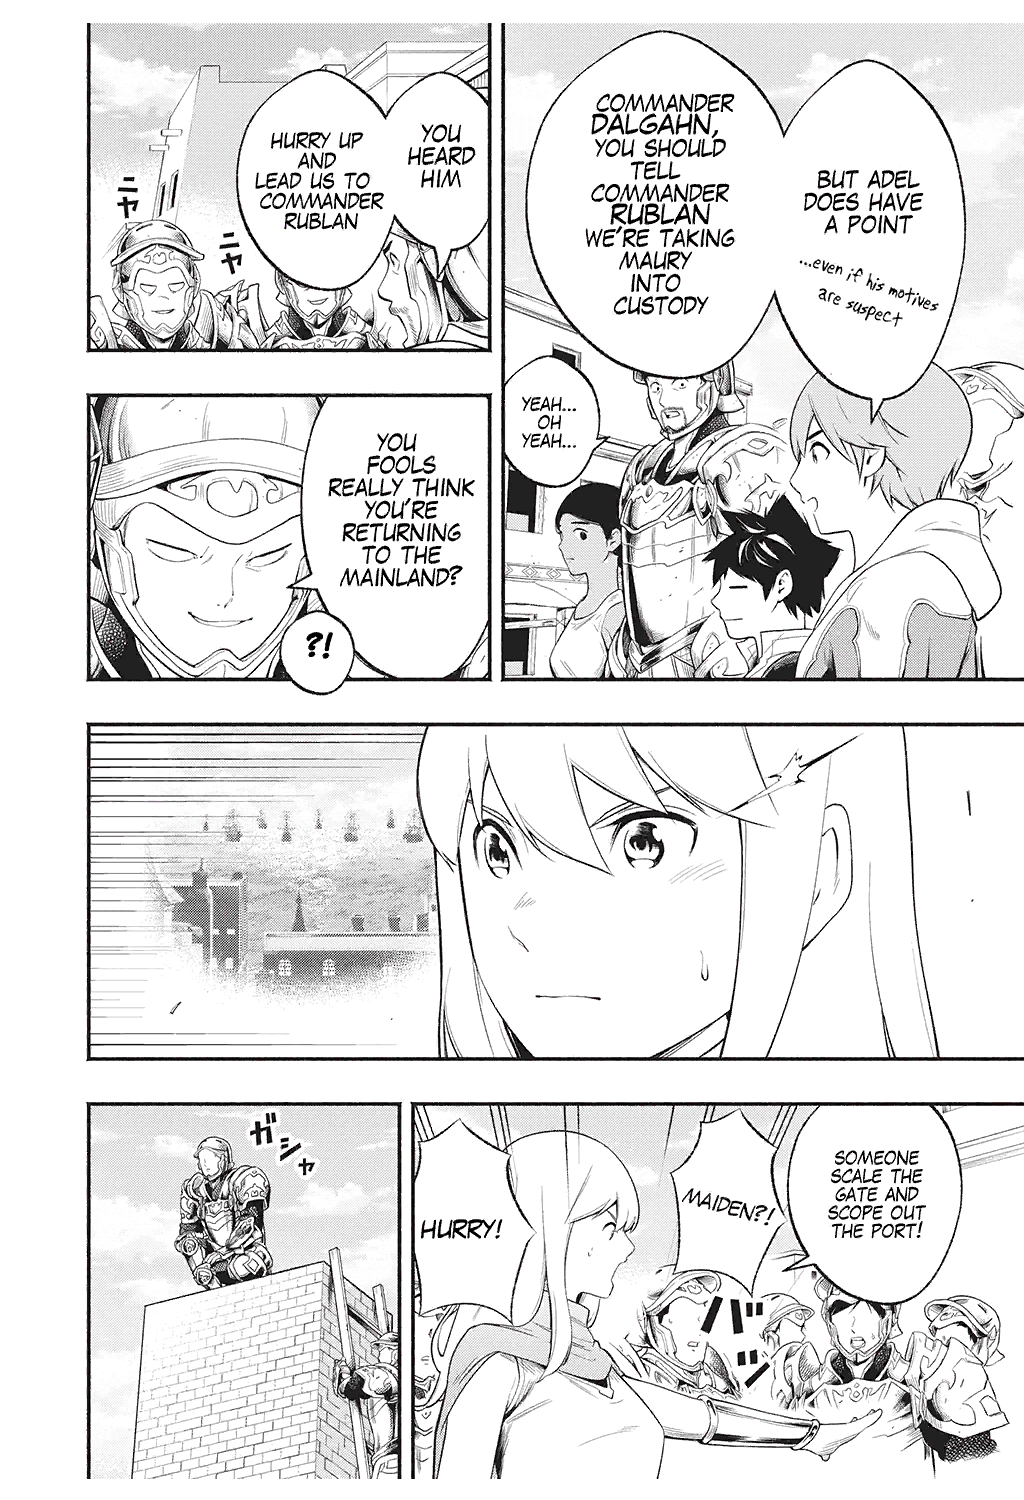 BUT ADEL
DOES HAVE
A POINT
...even if his motives
are suspect
COMMANDER
DALGAHN,
YOU SHOULD
TELL
COMMANDER
RUBLAN
WE'RE TAKING
MAURY
INTO
CUSTODY
YEAH...
OH
YEAH...
YOU
HEARD
HIM
HURRY UP
AND
LEAD US TO
COMMANDER
RUBLAN
ニヤ
ニヤ
YOU
FOOLS
REALLY THINK
YOU'RE
RETURNING
TO THE
MAINLAND?
?!
SOMEONE
SCALE THE
GATE AND
SCOPE OUT
THE PORT!
MAIDEN?!
HURRY!
バッ
ガシャ